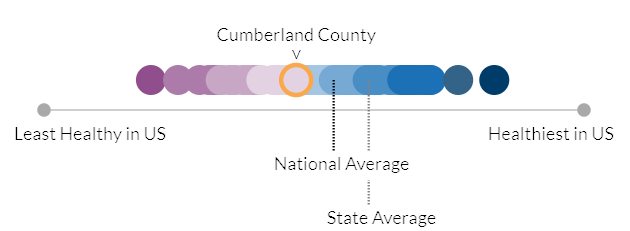 Cumberland County
v
Least Healthy in US
Healthiest in US
National Average
State Average